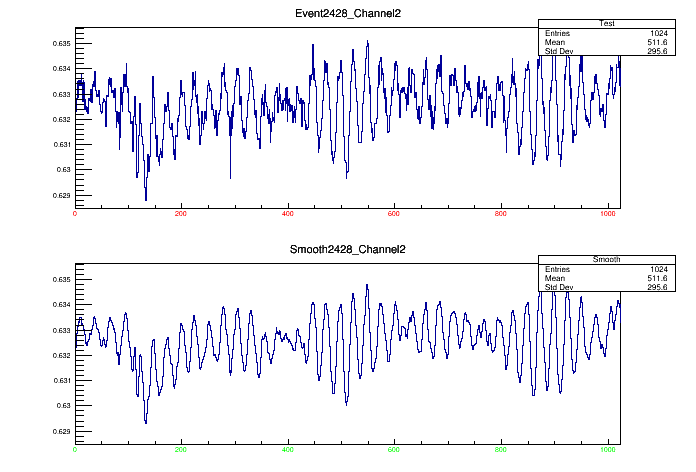 Event2428_Channel2
Test
Entries 1024
Mean 511.6
Std Dev 295.6
0.635
0.634
0.633
0.632
0.631
0.63
0.629
0 200 400 600 800 1000
Smooth2428_Channel2
Smooth
Entries 1024
Mean 511.6
Std Dev 295.6
0.635
0.634
0.633
0.632
0.631
0.63
0.629
0 200 400 600 800 1000